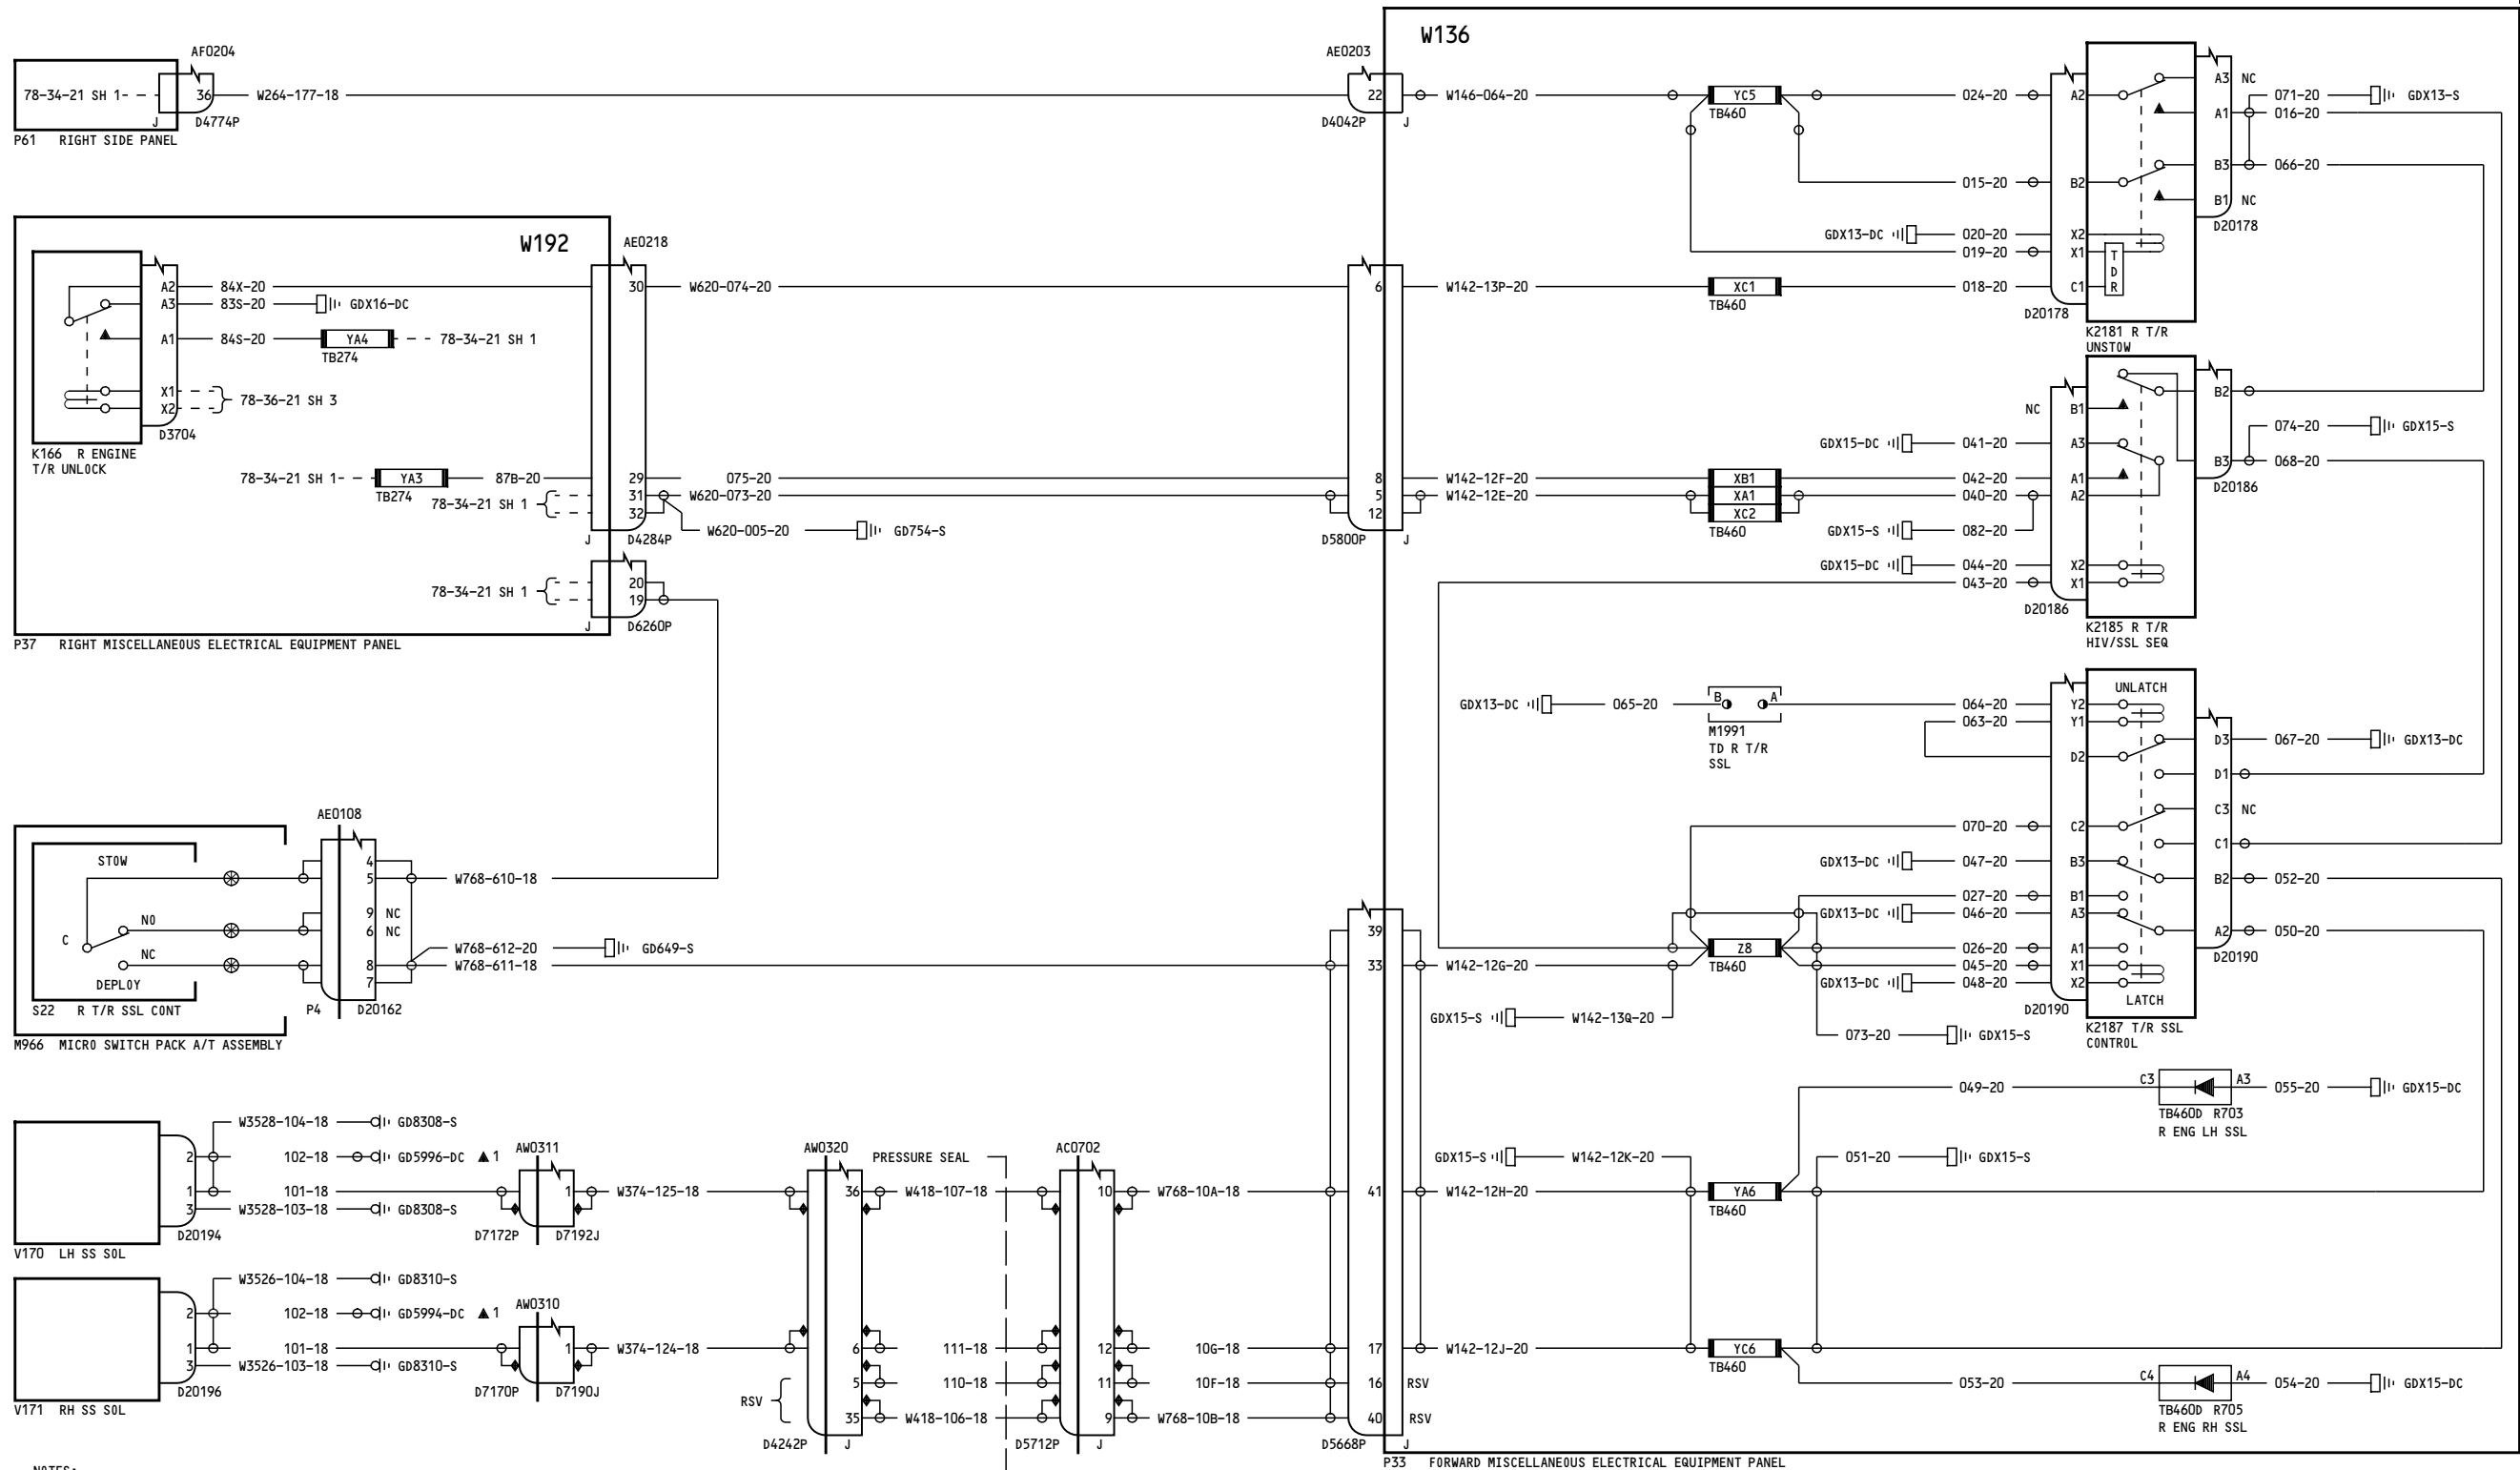 W136
AF0204
AE0203
78-34-21 SH 1
36
W264-177-18
22
W146-064-20
YC5
TB460
024-20
A2
A3 NC
071-20 GDX13-S
A1
016-20
J
D4774P
D4042P
J
P61 RIGHT SIDE PANEL
015-20
B2
B3
066-20
B1 NC
D20178
GDX13-DC
020-20
X2
019-20
X1
T
D
R
W192
AE0218
A2
84X-20
30
W620-074-20
6
W142-13P-20
XC1
TB460
018-20
C1
D20178
K2181 R T/R
UNSTOW
A3
83S-20
GDX16-DC
A1
84S-20
YA4
TB274
78-34-21 SH 1
X1
X2
78-36-21 SH 3
D3704
K166 R ENGINE
T/R UNLOCK
NC
B1
B2
GDX15-DC
041-20
A3
074-20
GDX15-S
B3
068-20
D20186
78-34-21 SH 1
YA3
TB274
87B-20
29
075-20
8
W142-12F-20
XB1
042-20
A1
78-34-21 SH 1
31
W620-073-20
5
W142-12E-20
XA1
040-20
A2
32
12
XC2
TB460
W620-005-20
GD754-S
GDX15-S
082-20
J
D4284P
D5800P
J
GDX15-DC
044-20
X2
043-20
X1
D20186
K2185 R T/R
HIV/SSL SEQ
78-34-21 SH 1
20
19
J
D6260P
P37 RIGHT MISCELLANEOUS ELECTRICAL EQUIPMENT PANEL
UNLATCH
GDX13-DC
065-20
B
A
M1991
TD R T/R
SSL
064-20
Y2
063-20
Y1
D2
D3
067-20
GDX13-DC
D1
C3 NC
070-20
C2
C1
GDX13-DC
047-20
B3
B2
052-20
027-20
B1
GDX13-DC
046-20
A3
A2
050-20
D20190
Z8
TB460
026-20
A1
045-20
X1
GDX13-DC
048-20
X2
LATCH
D20190
K2187 T/R SSL
CONTROL
AE0108
STOW
4
5
W768-610-18
9 NC
6 NC
NO
C
NC
W768-612-20
GD649-S
8
W768-611-18
7
DEPLOY
S22 R T/R SSL CONT
P4
D20162
M966 MICRO SWITCH PACK A/T ASSEMBLY
39
33
W142-12G-20
GDX15-S
W142-13Q-20
073-20
GDX15-S
049-20
C3
A3
055-20
GDX15-DC
TB460D R703
R ENG LH SSL
W3528-104-18
GD8308-S
2
102-18
GD5996-DC
1
AW0311
AW0320
PRESSURE SEAL
AC0702
GDX15-S
W142-12K-20
051-20
GDX15-S
1
101-18
1
W374-125-18
36
W418-107-18
10
W768-10A-18
41
W142-12H-20
YA6
TB460
3
W3528-103-18
GD8308-S
D20194
D7172P
D7192J
V170 LH SS SOL
W3526-104-18
GD8310-S
2
102-18
GD5994-DC
1
AW0310
1
101-18
1
W374-124-18
6
111-18
12
10G-18
17
W142-12J-20
YC6
TB460
3
W3526-103-18
GD8310-S
D20196
D7170P
D7190J
V171 RH SS SOL
RSV
5
110-18
11
10F-18
16
RSV
053-20
C4
A4
054-20
GDX15-DC
TB460D R705
R ENG RH SSL
35
W418-106-18
9
W768-10B-18
40
RSV
D4242P
J
D5712P
J
D5668P
J
P33 FORWARD MISCELLANEOUS ELECTRICAL EQUIPMENT PANEL
NOTES: